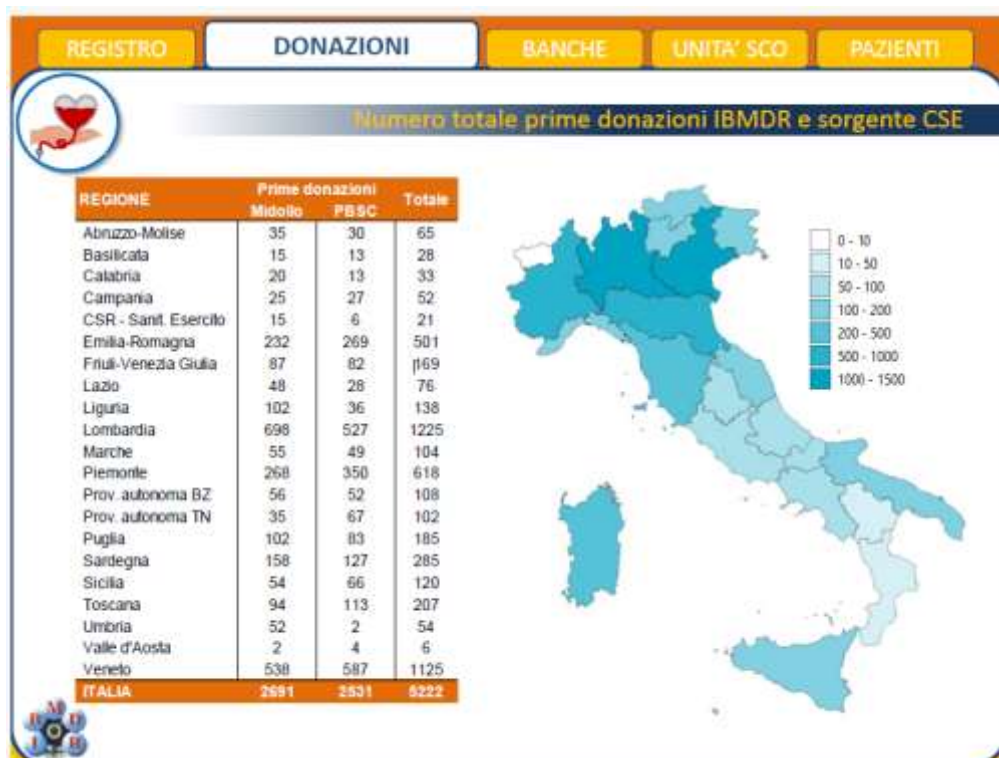 REGISTRO DONAZIONI BANCHE UNITA' SCO PAZIENTI
Numero totale prime donazioni IBMDR e sorgente CSE
REGIONE Prime donazioni Totale
Midollo PBSC
Abruzzo-Molise 35 30 65
Basilicata 15 13 28
Calabria 20 13 33
Campania 25 27 52
CSR - Sanit. Esercito 15 6 21
Emilia-Romagna 232 269 501
Friuli-Venezia Giulia 87 82 169
Lazio 48 28 76
Liguria 102 36 138
Lombardia 698 527 1225
Marche 55 49 104
Piemonte 268 350 618
Prov. autonoma BZ 56 52 108
Prov. autonoma TN 35 67 102
Puglia 102 83 185
Sardegna 158 127 285
Sicilia 54 66 120
Toscana 94 113 207
Umbria 52 2 54
Valle d'Aosta 2 4 6
Veneto 538 587 1125
ITALIA 2691 2531 5222
0 - 10
10 - 50
50 - 100
100 - 200
200 - 500
500 - 1000
1000 - 1500
IBMDR